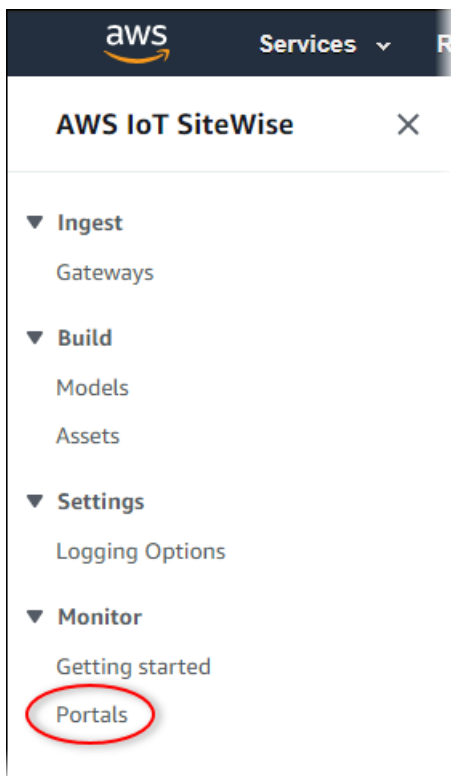 aws Services R
AWS IoT SiteWise
Ingest
Gateways
Build
Models
Assets
Settings
Logging Options
Monitor
Getting started
Portals